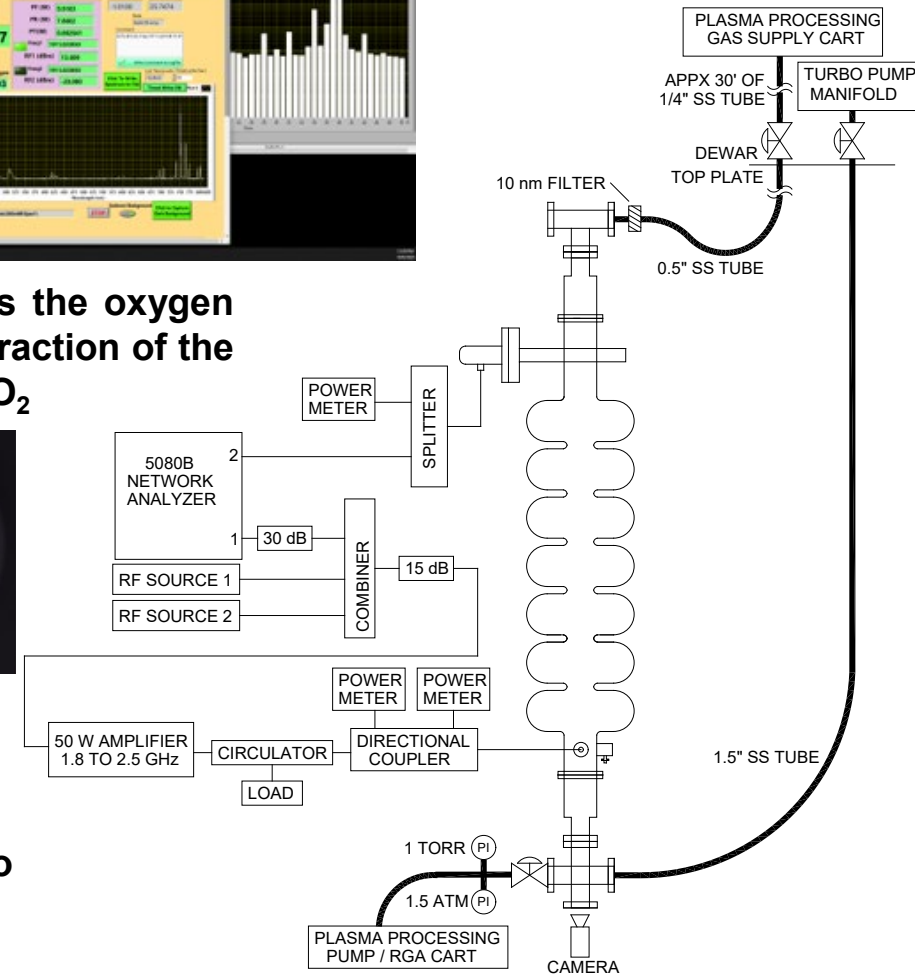 s the oxygen
raction of the
O₂
PLASMA PROCESSING
GAS SUPPLY CART
APPX 30' OF
1/4" SS TUBE
TURBO PUMP
MANIFOLD
DEWAR
TOP PLATE
10 nm FILTER
0.5" SS TUBE
POWER
METER
SPLITTER
5080B
NETWORK
ANALYZER
2
1
30 dB
COMBINER
15 dB
RF SOURCE 1
RF SOURCE 2
POWER
METER
POWER
METER
50 W AMPLIFIER
1.8 TO 2.5 GHz
CIRCULATOR
DIRECTIONAL
COUPLER
LOAD
1.5" SS TUBE
o
1 TORR
PI
1.5 ATM
PI
PLASMA PROCESSING
PUMP / RGA CART
CAMERA